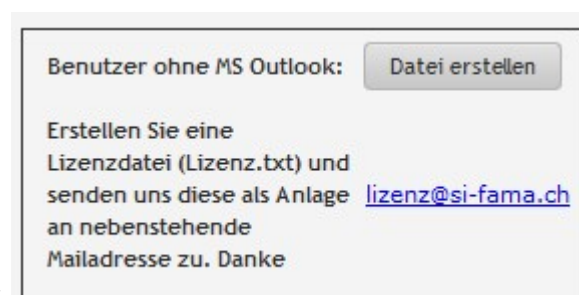 Benutzer ohne MS Outlook: Datei erstellen
Erstellen Sie eine
Lizenzdatei (Lizenz.txt) und
senden uns diese als Anlage lizenz@si-fama.ch
an nebenstehende
Mailadresse zu. Danke